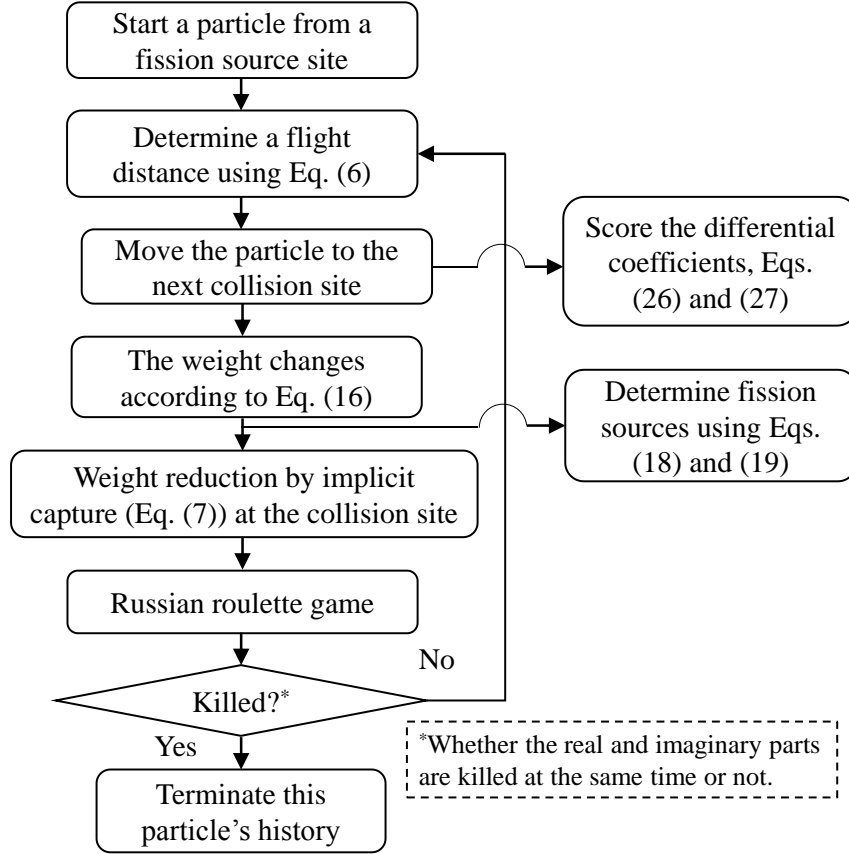 Start a particle from a
fission source site
Determine a flight
distance using Eq. (6)
Move the particle to the
next collision site
Score the differential
coefficients, Eqs.
(26) and (27)
The weight changes
according to Eq. (16)
Determine fission
sources using Eqs.
(18) and (19)
Weight reduction by implicit
capture (Eq. (7)) at the collision site
Russian roulette game
No
Killed?*
Yes
*Whether the real and imaginary parts
are killed at the same time or not.
Terminate this
particle’s history